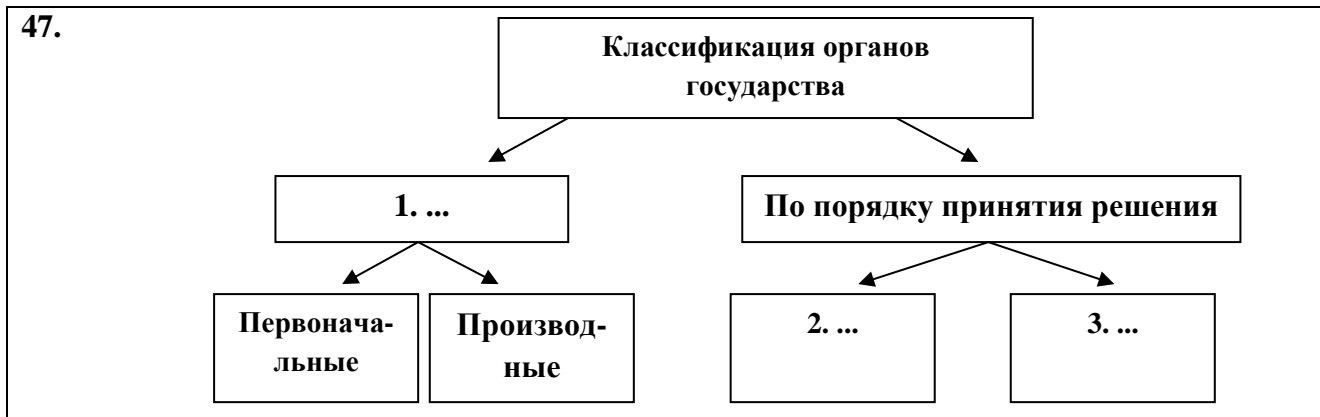 47.
Классификация органов
государства
1. ...
По порядку принятия решения
Первонача-
льные
Производ-
ные
2. ...
3. ...